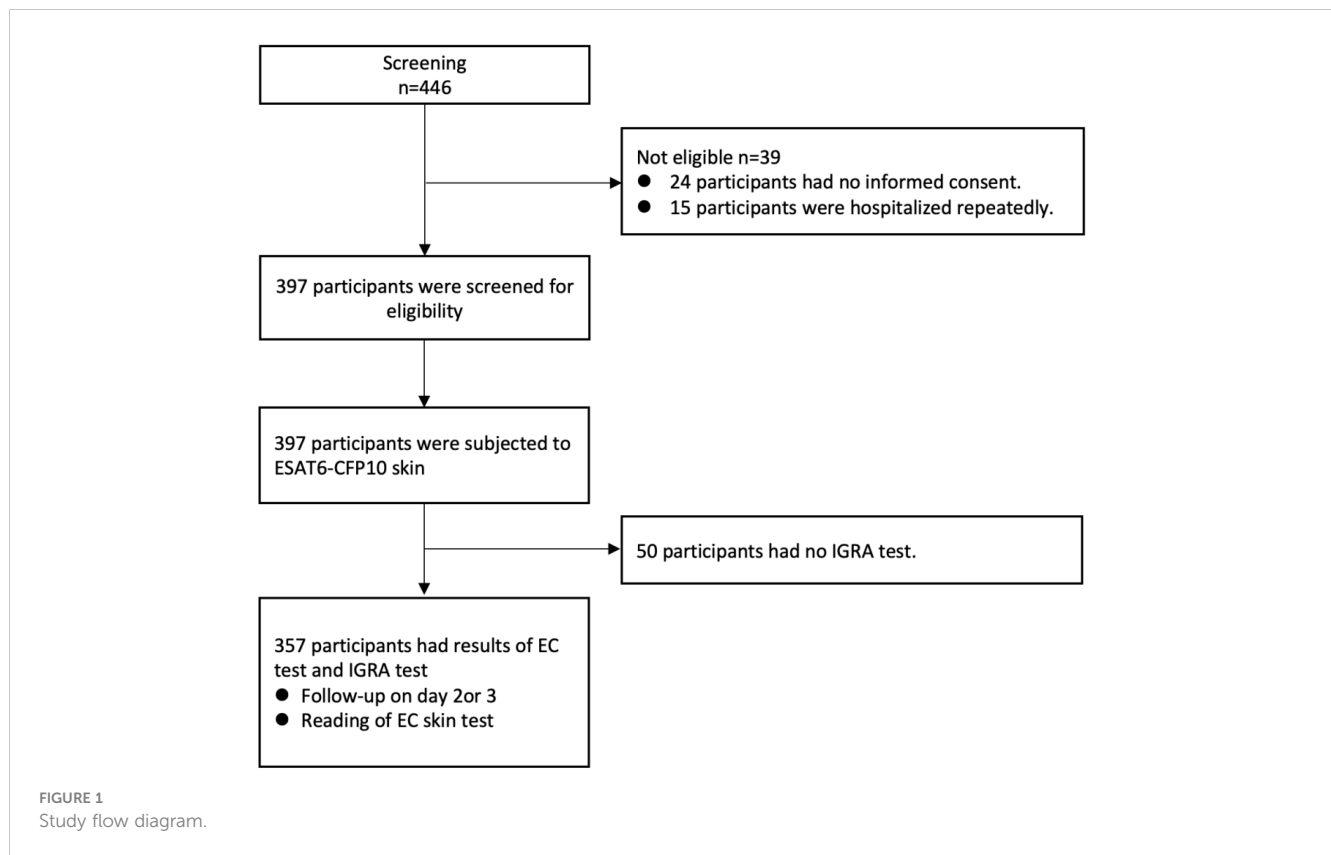 Screening
n=446
Not eligible n=39
● 24 participants had no informed consent.
● 15 participants were hospitalized repeatedly.
397 participants were screened for
eligibility
397 participants were subjected to
ESAT6-CFP10 skin
50 participants had no IGRA test.
357 participants had results of EC
test and IGRA test
● Follow-up on day 2or 3
● Reading of EC skin test
FIGURE 1
Study flow diagram.